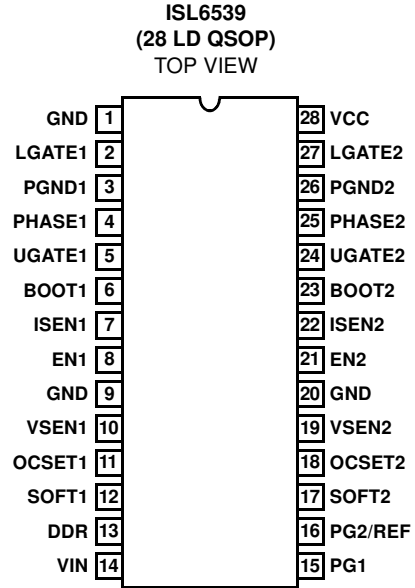 ISL6539
(28 LD QSOP)
TOP VIEW
GND 1 28 VCC
LGATE1 2 27 LGATE2
PGND1 3 26 PGND2
PHASE1 4 25 PHASE2
UGATE1 5 24 UGATE2
BOOT1 6 23 BOOT2
ISEN1 7 22 ISEN2
EN1 8 21 EN2
GND 9 20 GND
VSEN1 10 19 VSEN2
OCSET1 11 18 OCSET2
SOFT1 12 17 SOFT2
DDR 13 16 PG2/REF
VIN 14 15 PG1